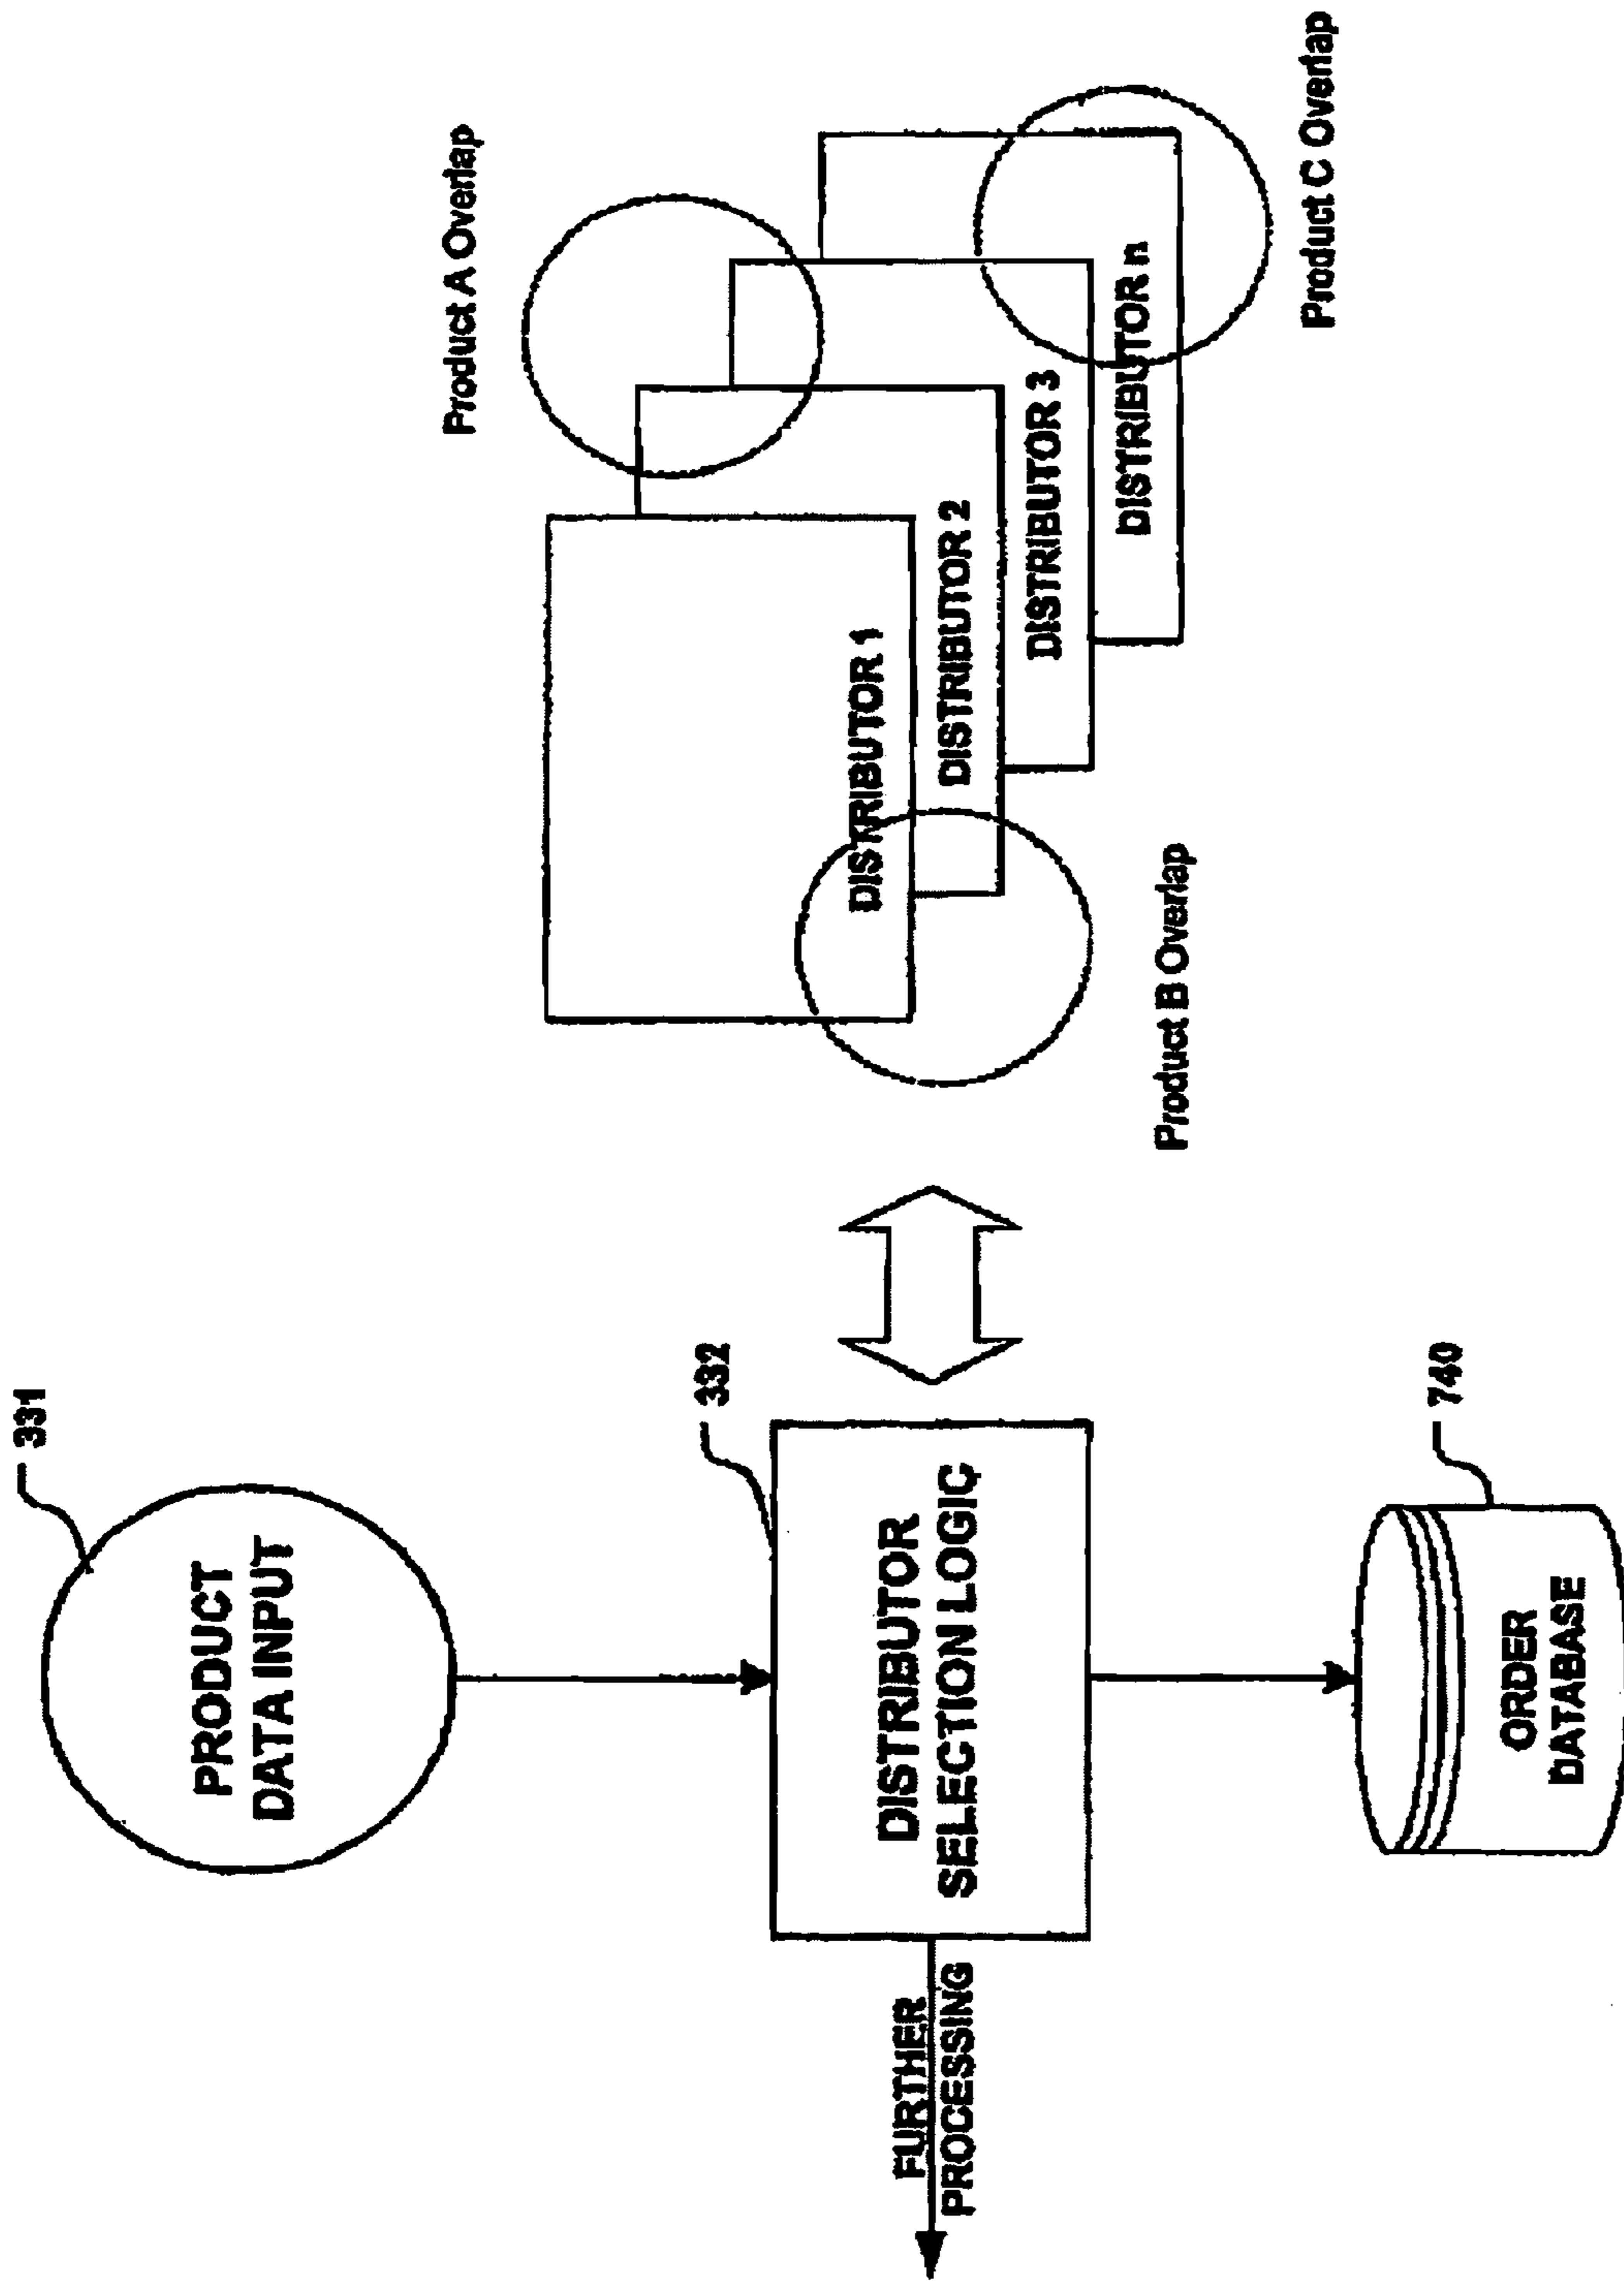 331
PRODUCT
DATA INPUT
332
DISTRIBUTOR
SELECTION LOGIC
FURTHER
PROCESSING
740
ORDER
DATABASE
Product A Overlap
DISTRIBUTOR 1
DISTRIBUTOR 2
DISTRIBUTOR 3
DISTRIBUTOR n
Product B Overlap
Product C Overlap